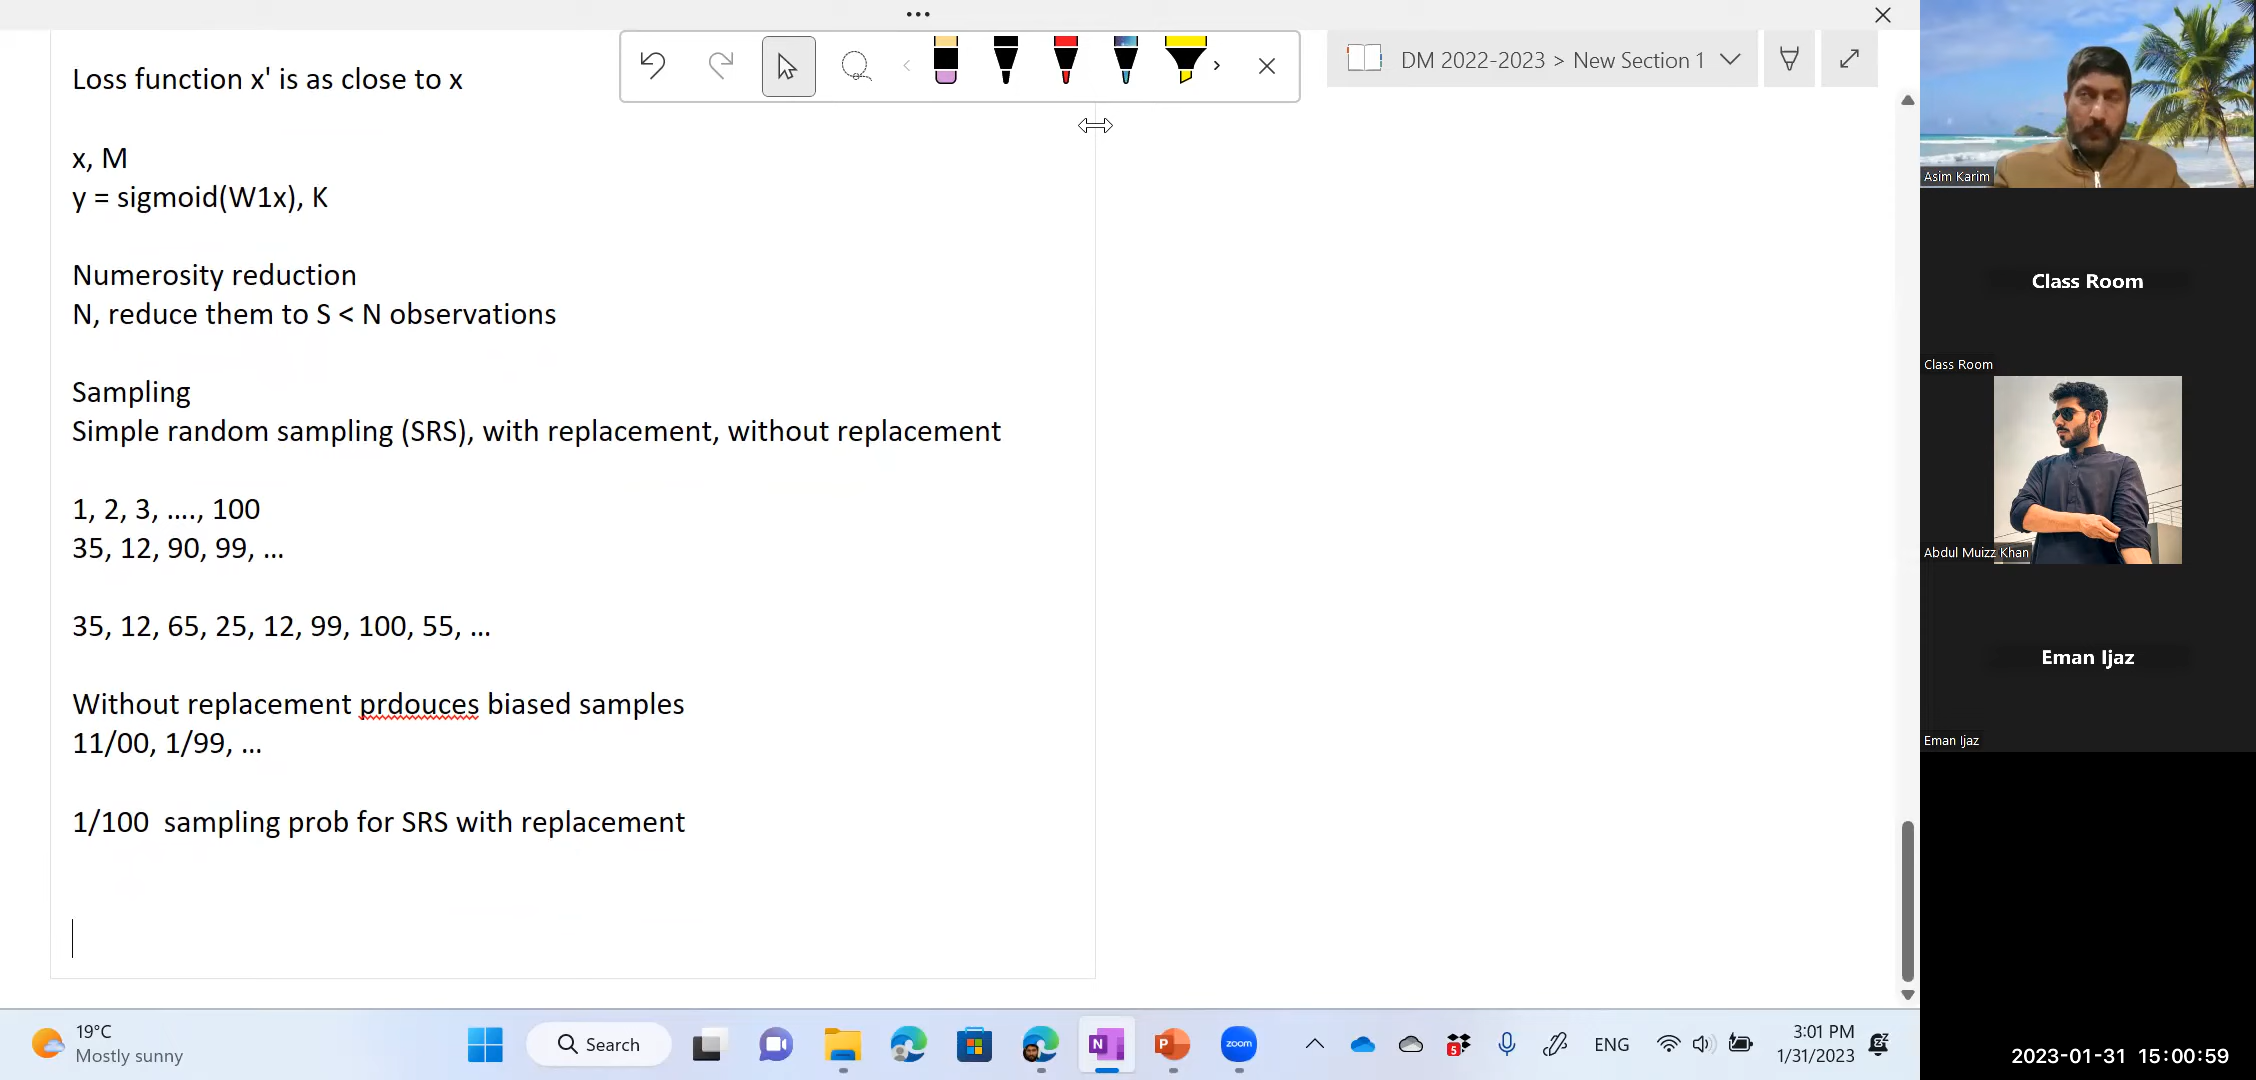 •••
DM 2022-2023 > New Section 1
Loss function x' is as close to x
x, M
y = sigmoid(W1x), K
Numerosity reduction
N, reduce them to S < N observations
Sampling
Simple random sampling (SRS), with replacement, without replacement
1, 2, 3, ...., 100
35, 12, 90, 99, ...
35, 12, 65, 25, 12, 99, 100, 55, ...
Without replacement prdouces biased samples
11/00, 1/99, ...
1/100  sampling prob for SRS with replacement
Asim Karim
Class Room
Class Room
Abdul Muizz Khan
Eman Ijaz
Eman Ijaz
19°C
Mostly sunny
Search
N
P
zoom
5
ENG
3:01 PM
1/31/2023
2023-01-31 15:00:59